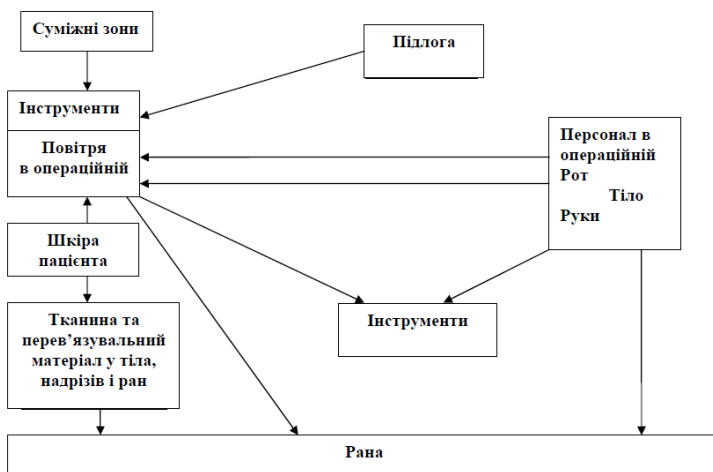 Суміжні зони
Підлога
Інструменти
Повітря
в операційній
Персонал в
операційній
Рот
Тіло
Руки
Шкіра
пацієнта
Тканина та
перев’язувальний
матеріал у тіла,
надрізів і ран
Інструменти
Рана